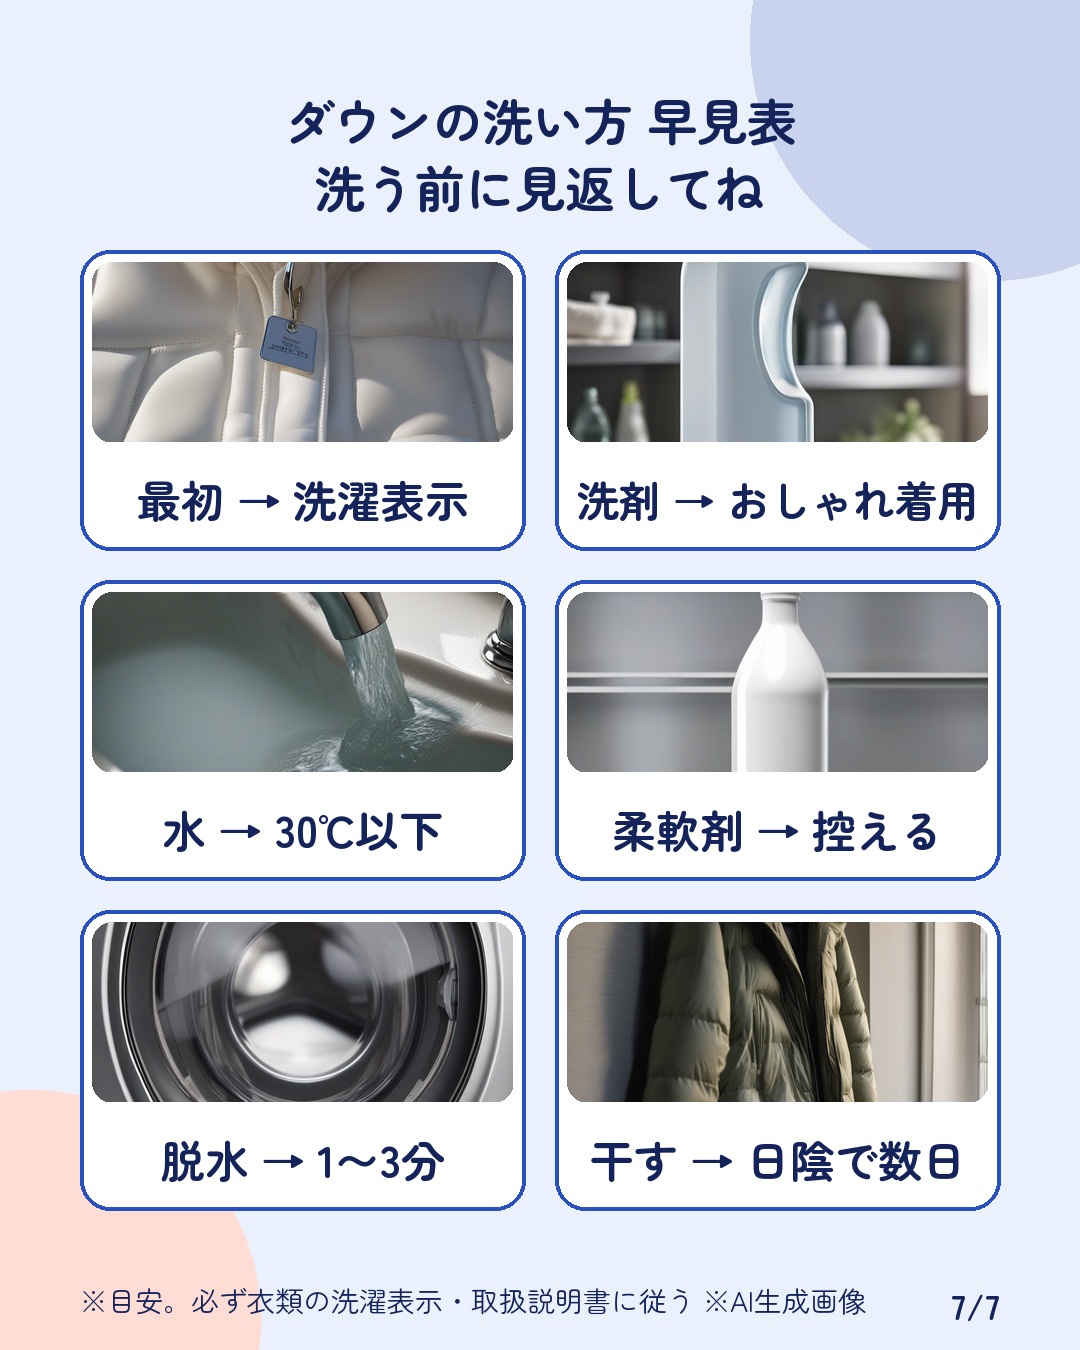 ダウンの洗い方 早見表
洗う前に見返してね
最初 → 洗濯表示
洗剤 → おしゃれ着用
水 → 30℃以下
柔軟剤 → 控える
脱水 → 1〜3分
干す → 日陰で数日
※目安。必ず衣類の洗濯表示・取扱説明書に従う ※AI生成画像
7/7